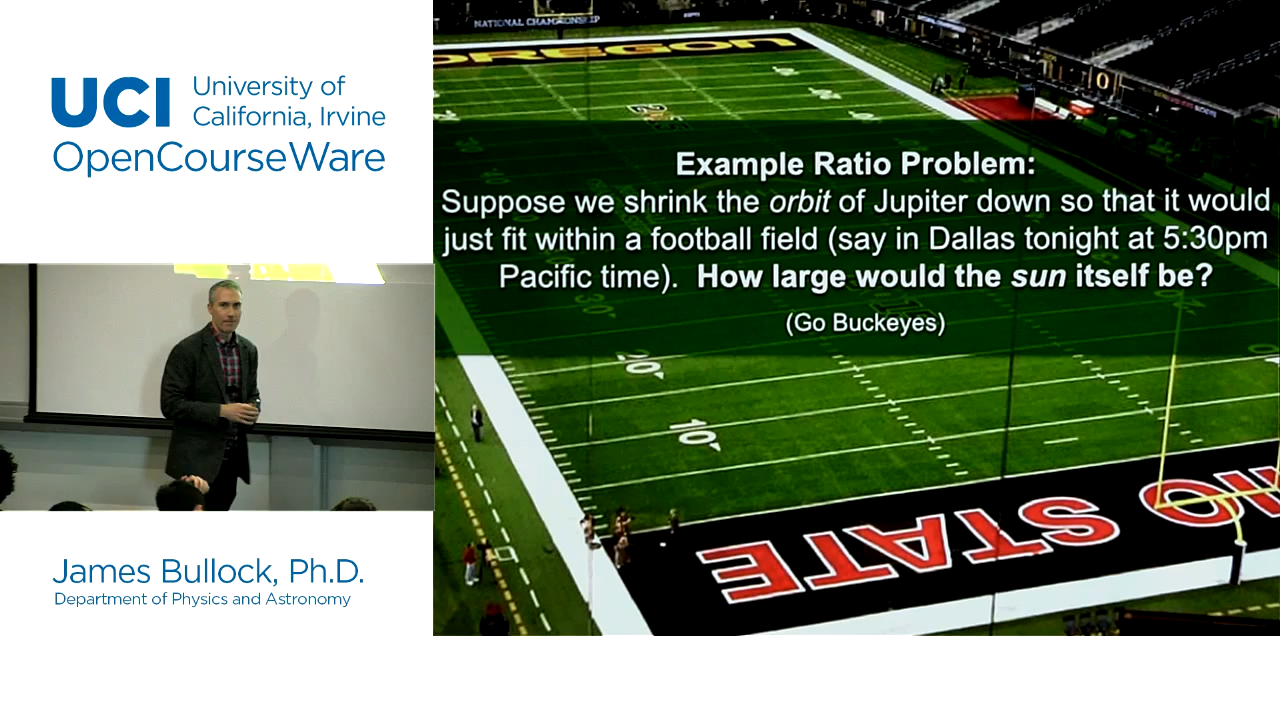 UCI University of
California, Irvine
OpenCourseWare
James Bullock, Ph.D.
Department of Physics and Astronomy
NATIONAL CHAMPIONSHIP
OREGON
Example Ratio Problem:
Suppose we shrink the orbit of Jupiter down so that it would
just fit within a football field (say in Dallas tonight at 5:30pm
Pacific time). How large would the sun itself be?
(Go Buckeyes)
20
10
STATE